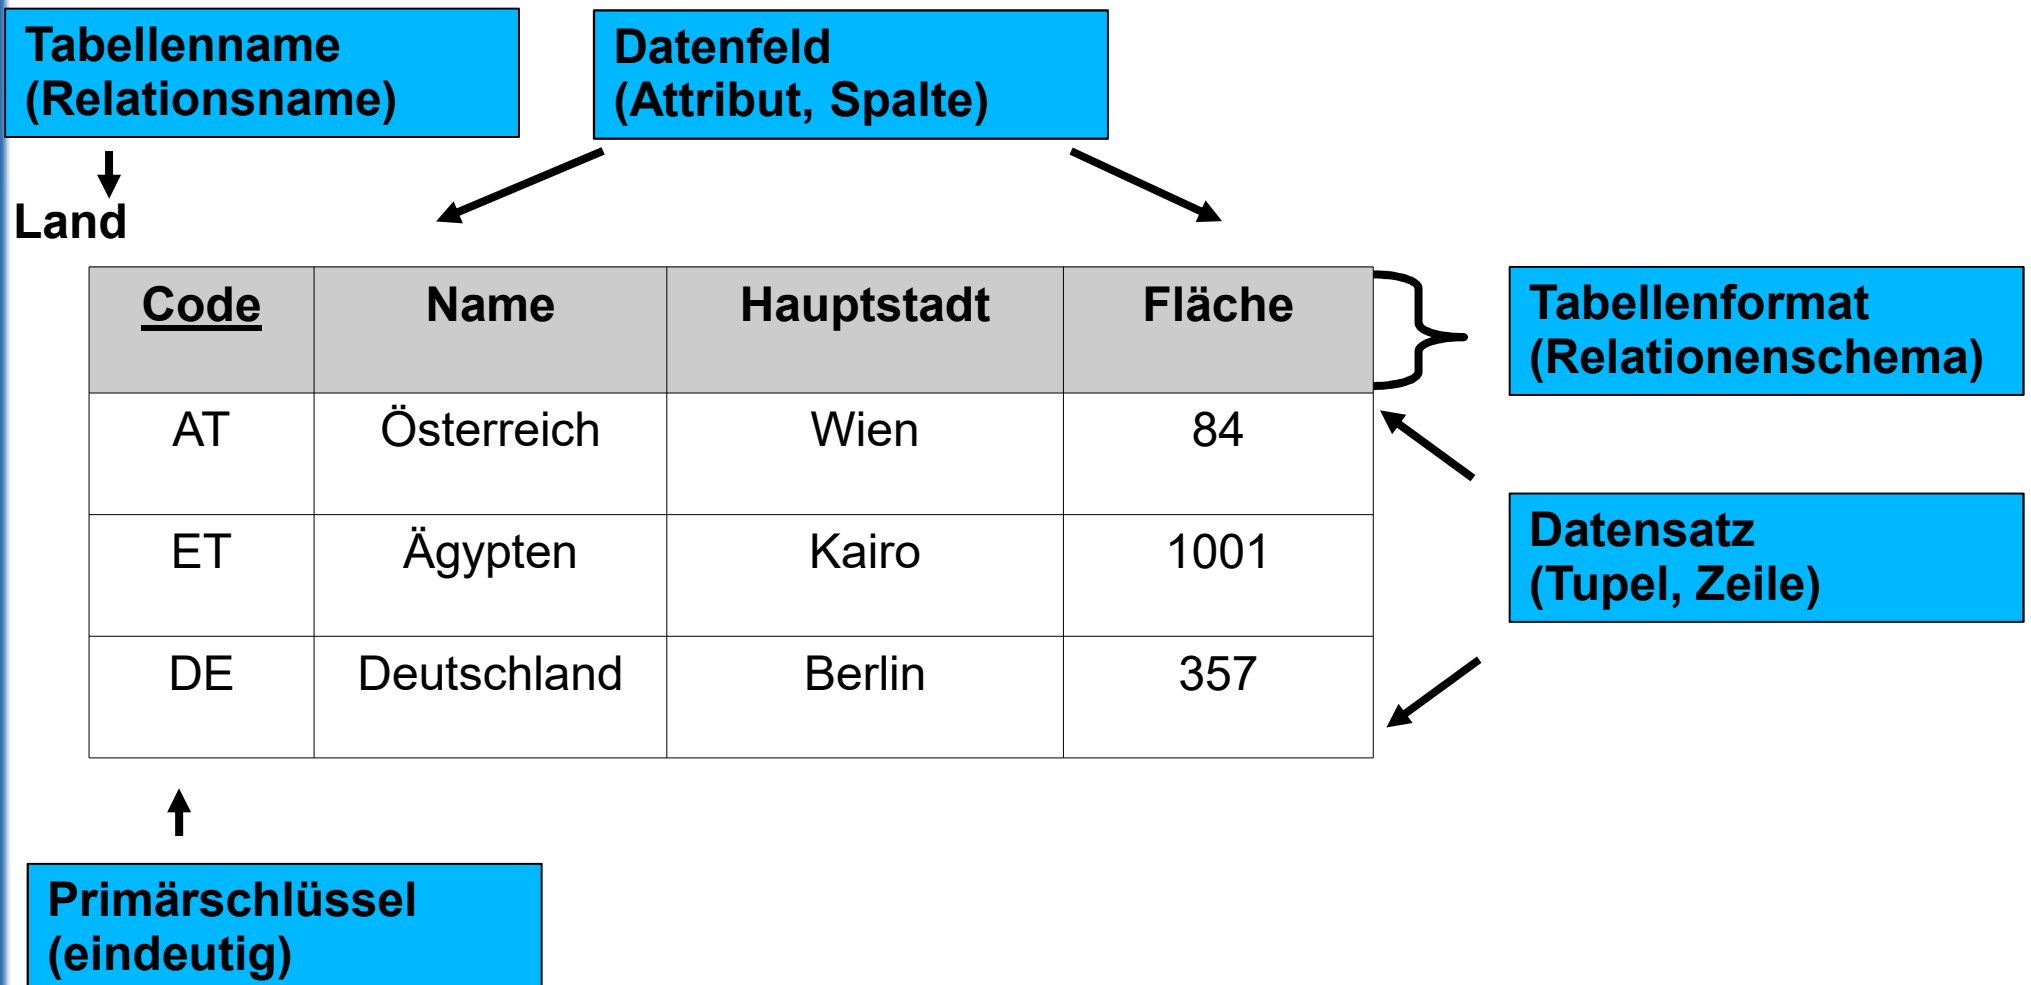 Tabellenname
(Relationsname)
Datenfeld
(Attribut, Spalte)
Land
Code Name Hauptstadt Fläche
Tabellenformat
(Relationenschema)
AT Österreich Wien 84
ET Ägypten Kairo 1001
Datensatz
(Tupel, Zeile)
DE Deutschland Berlin 357
Primärschlüssel
(eindeutig)